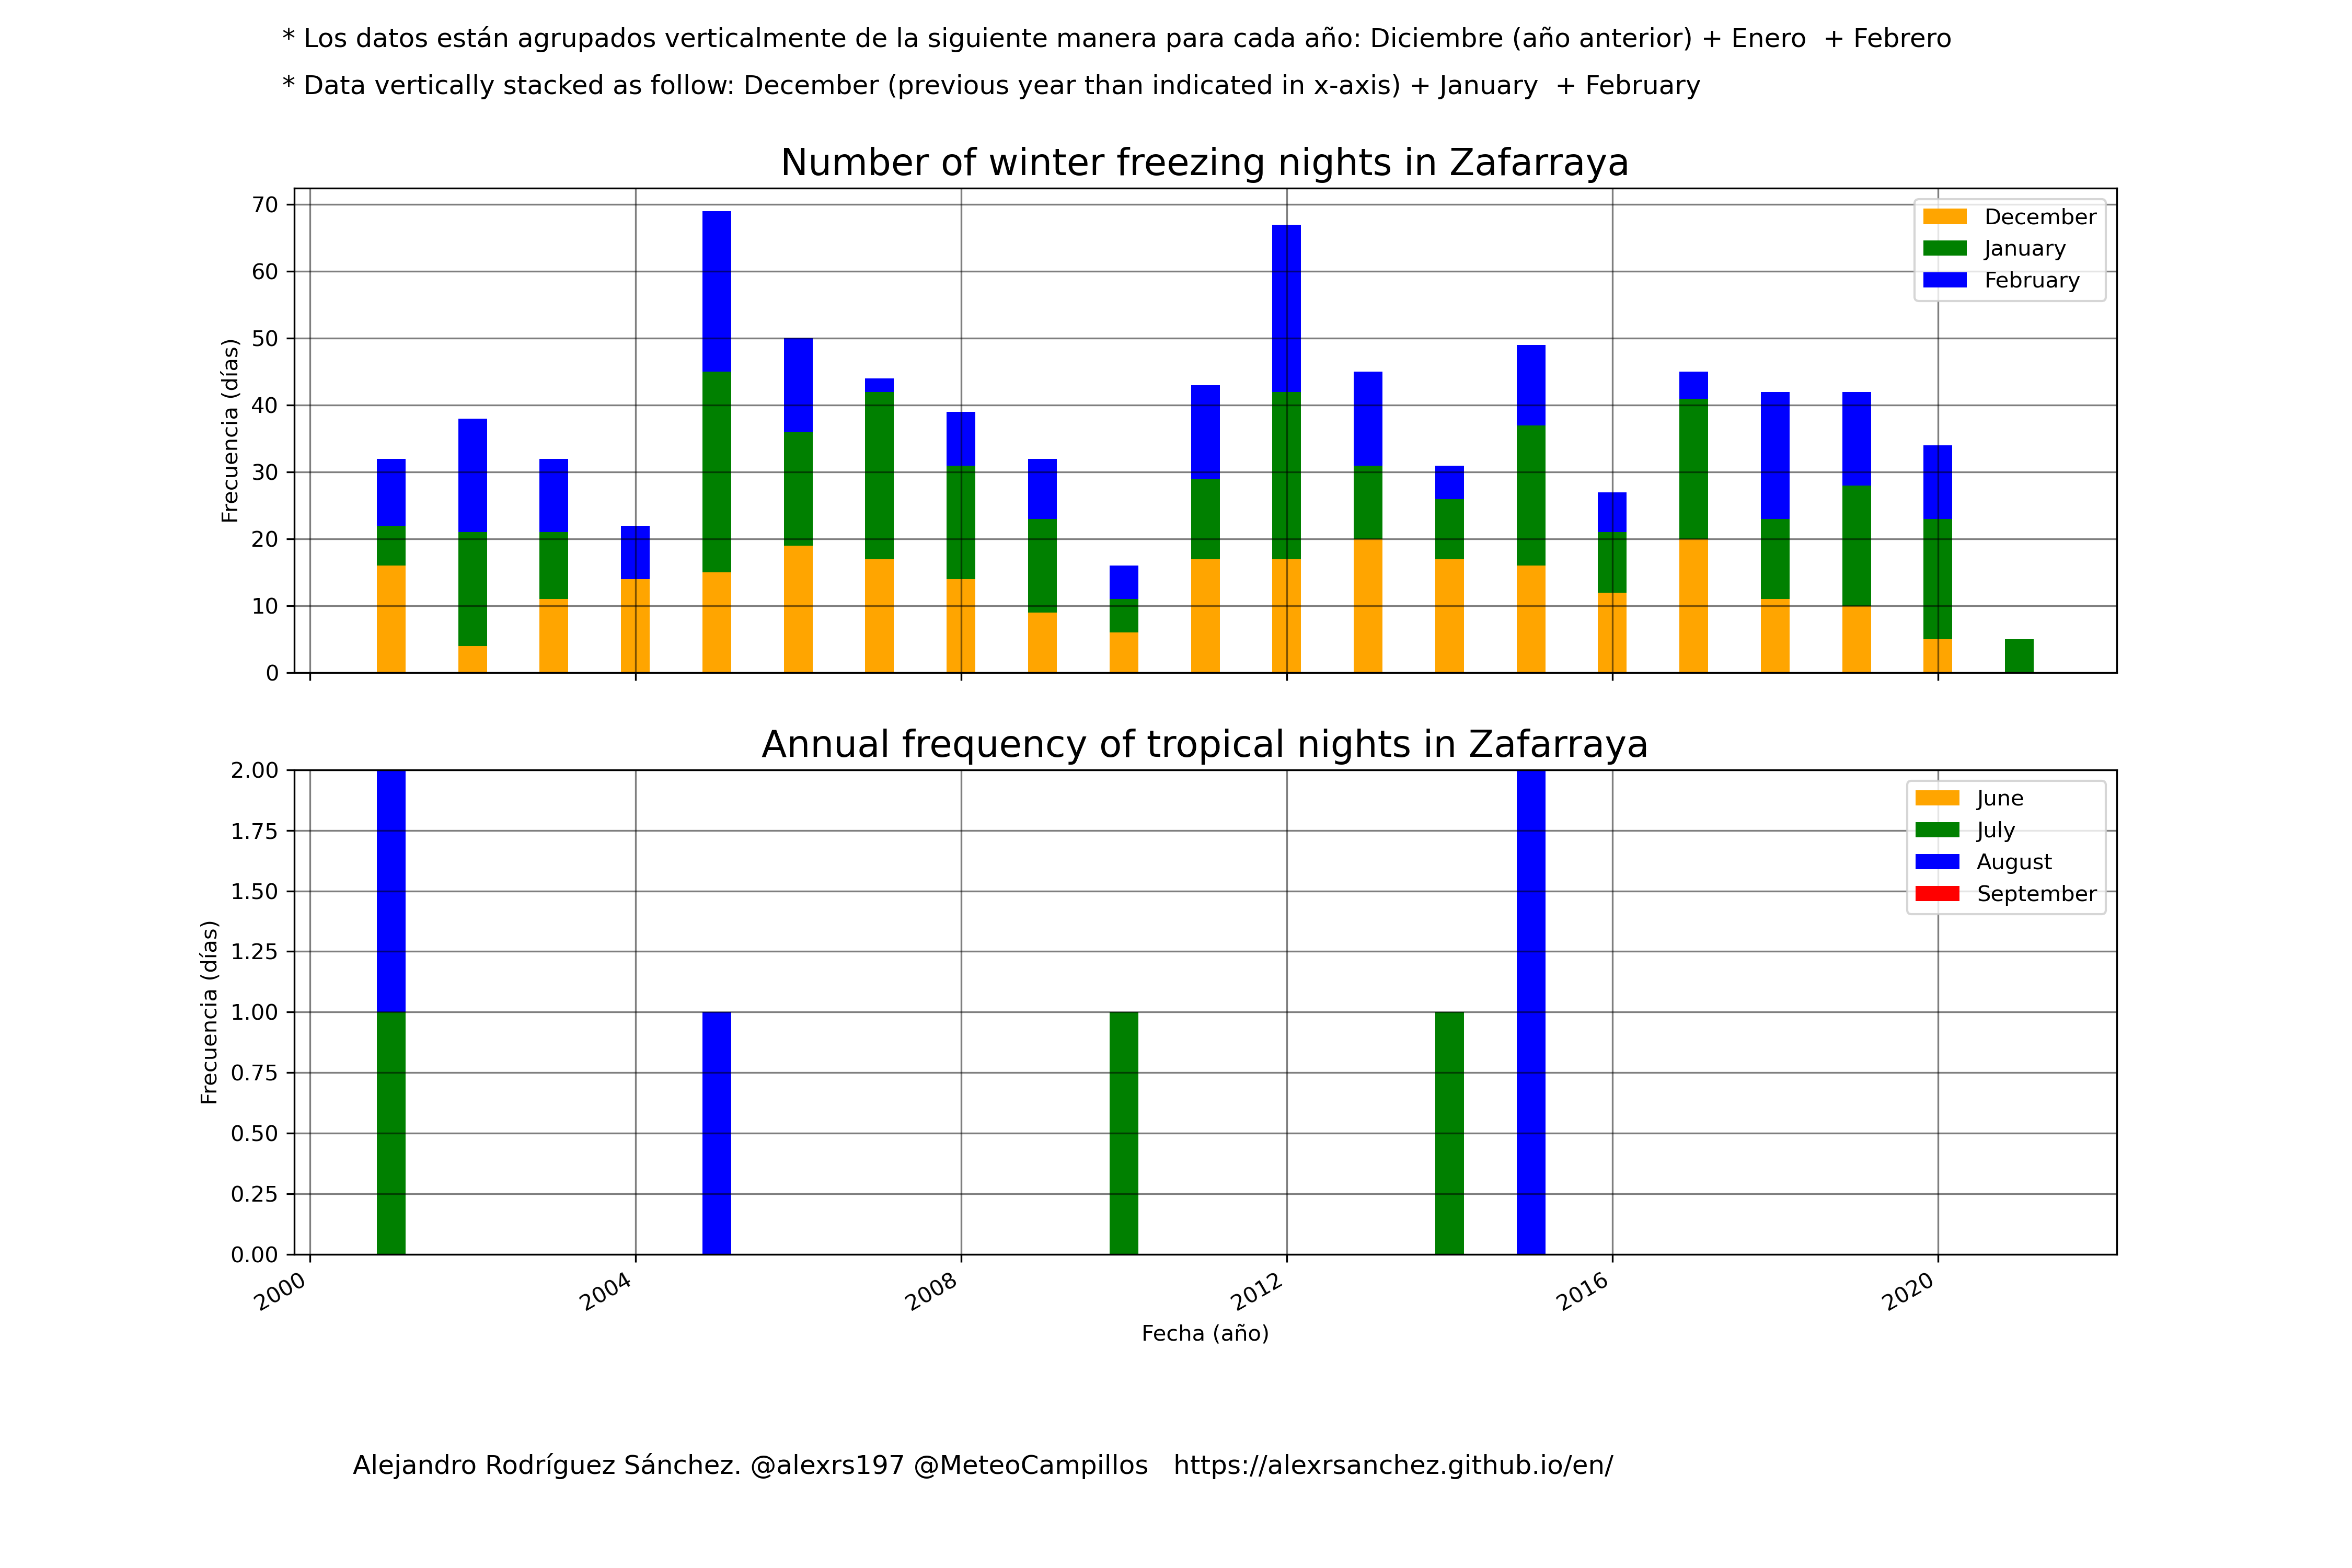 * Los datos están agrupados verticalmente de la siguiente manera para cada año: Diciembre (año anterior) + Enero  + Febrero
* Data vertically stacked as follow: December (previous year than indicated in x-axis) + January  + February
Number of winter freezing nights in Zafarraya
70
60
50
40
30
20
10
0
Frecuencia (días)
December
January
February
Annual frequency of tropical nights in Zafarraya
2.00
1.75
1.50
1.25
1.00
0.75
0.50
0.25
0.00
Frecuencia (días)
June
July
August
September
2000
2004
2008
2012
2016
2020
Fecha (año)
Alejandro Rodríguez Sánchez. @alexrs197 @MeteoCampillos   https://alexrsanchez.github.io/en/